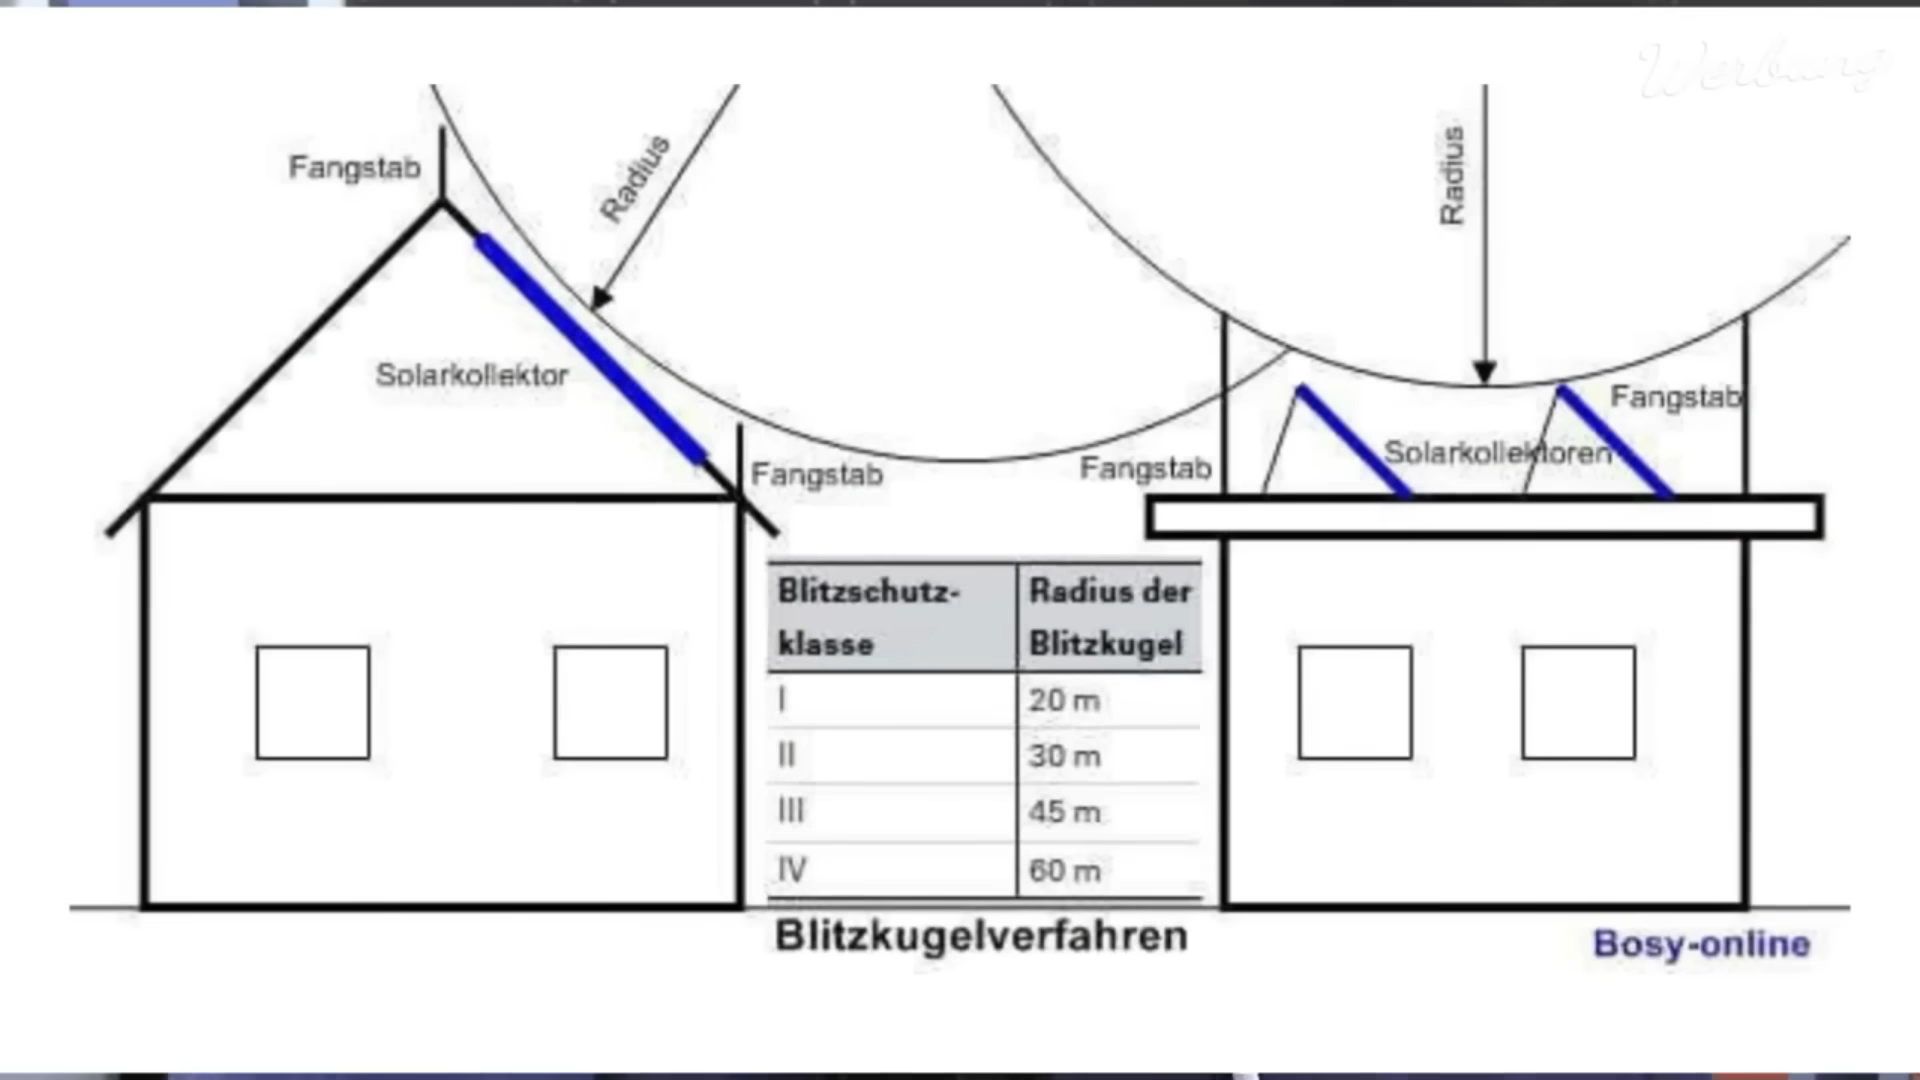 Werbung
Fangstab
Radius
Radius
Solarkollektor
Fangstab
Fangstab
Solarkollektoren
Fangstab
Blitzschutz-
klasse
Radius der
Blitzkugel
I 20 m
II 30 m
III 45 m
IV 60 m
Blitzkugelverfahren
Bosy-online